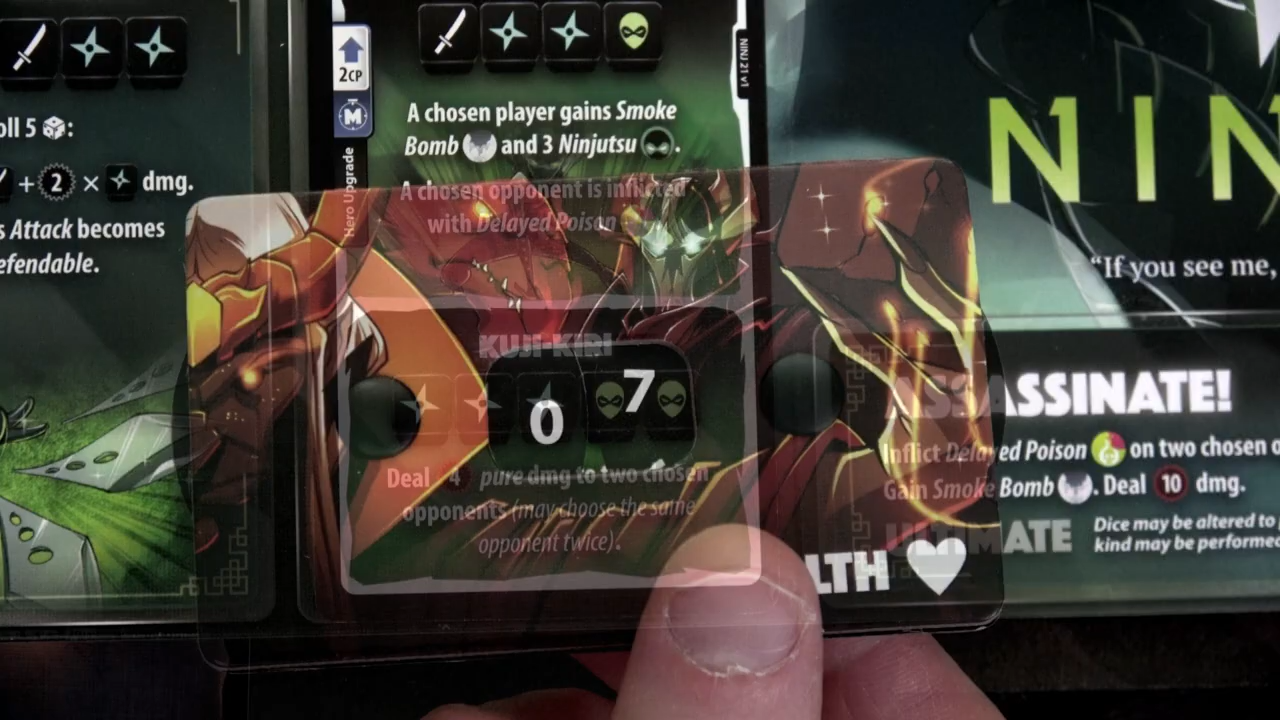 2CP
Hero Upgrade
NINJ 21 v1
oll 5 :
+ 2 × dmg.
s Attack becomes
efendable.
A chosen player gains Smoke
Bomb and 3 Ninjutsu .
A chosen opponent is inflicted
with Delayed Poison
KUJI-KIRI
0 7
Deal 4 pure dmg to two chosen
opponents (may choose the same
opponent twice).
NIN
“If you see me,
ASSASSINATE!
Inflict Delayed Poison on two chosen o
Gain Smoke Bomb . Deal 10 dmg.
ULTIMATE
Dice may be altered to
kind may be performed
LTH